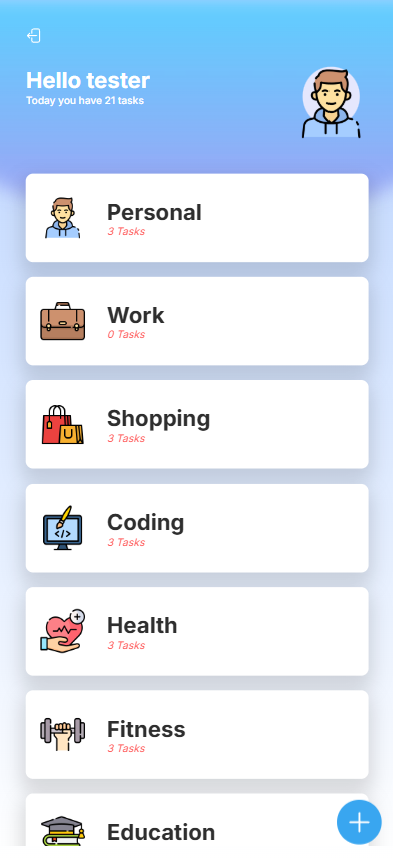 Hello tester
Today you have 21 tasks
Personal
3 Tasks
Work
0 Tasks
Shopping
3 Tasks
Coding
3 Tasks
Health
3 Tasks
Fitness
3 Tasks
Education